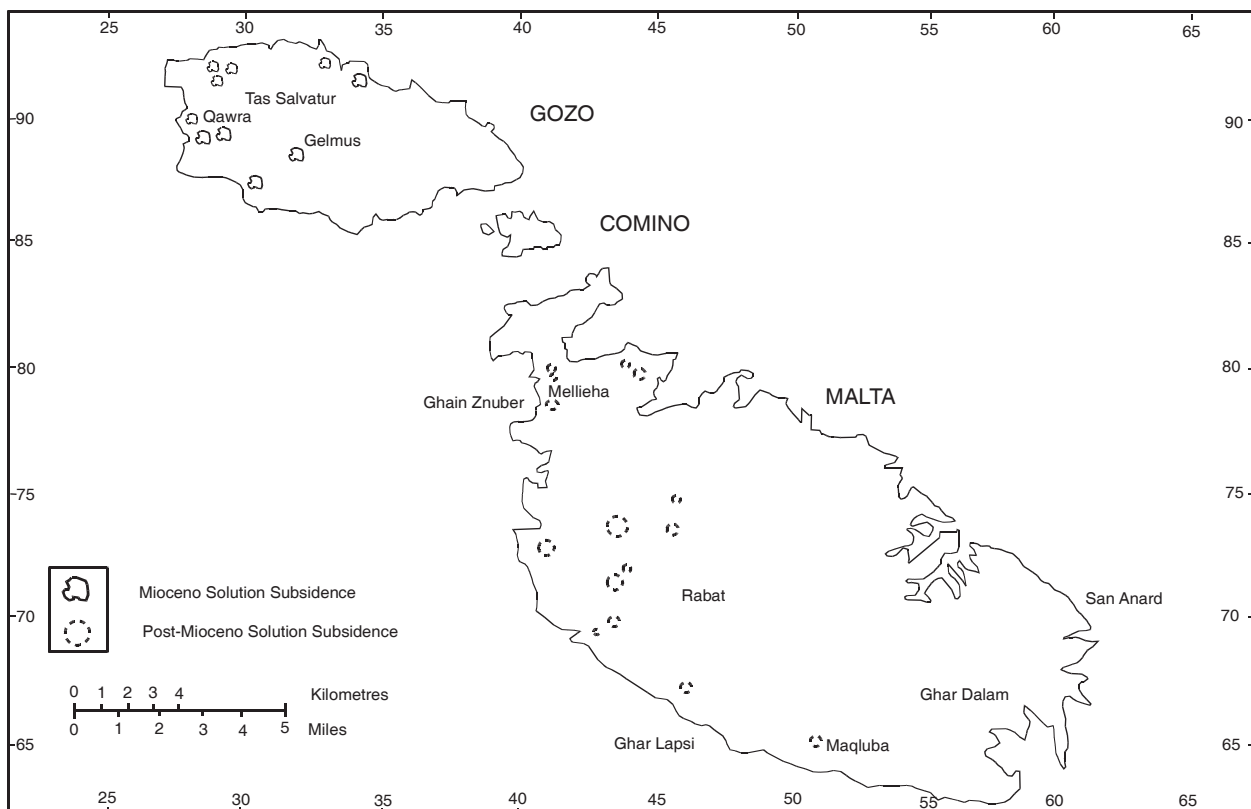 25 30 35 40 45 50 55 60 65
Tas Salvatur
90 Qawra GOZO 90
Gelmus
COMINO
85 85
80 80
Ghain Znuber Mellieha MALTA
75 75
Mioceno Solution Subsidence Rabat San Anard
70 70
Post-Mioceno Solution Subsidence
0 1 2 3 4 Kilometres Ghar Dalam
0 1 2 3 4 5 Miles
65 Ghar Lapsi Maqluba 65
25 30 35 40 45 50 55 60 65